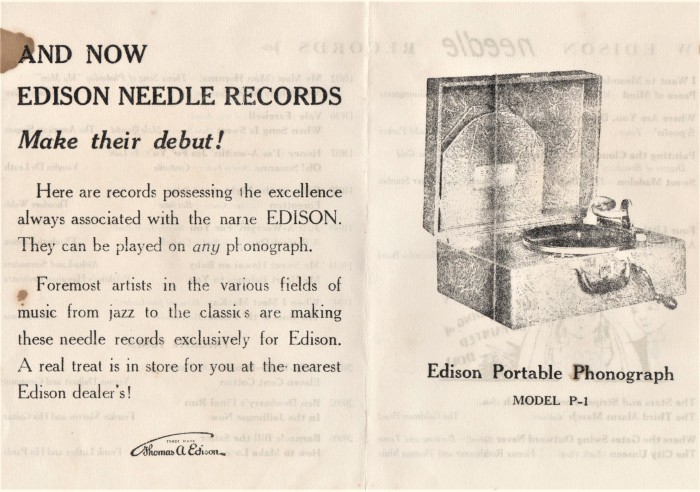 AND NOW
EDISON NEEDLE RECORDS
Make their debut!
Here are records possessing the excellence
always associated with the name EDISON.
They can be played on any phonograph.
Foremost artists in the various fields of
music from jazz to the classics are making
these needle records exclusively for Edison.
A real treat is in store for you at the nearest
Edison dealer's!
TRADE MARK
Thomas A Edison
Edison Portable Phonograph
MODEL P-1